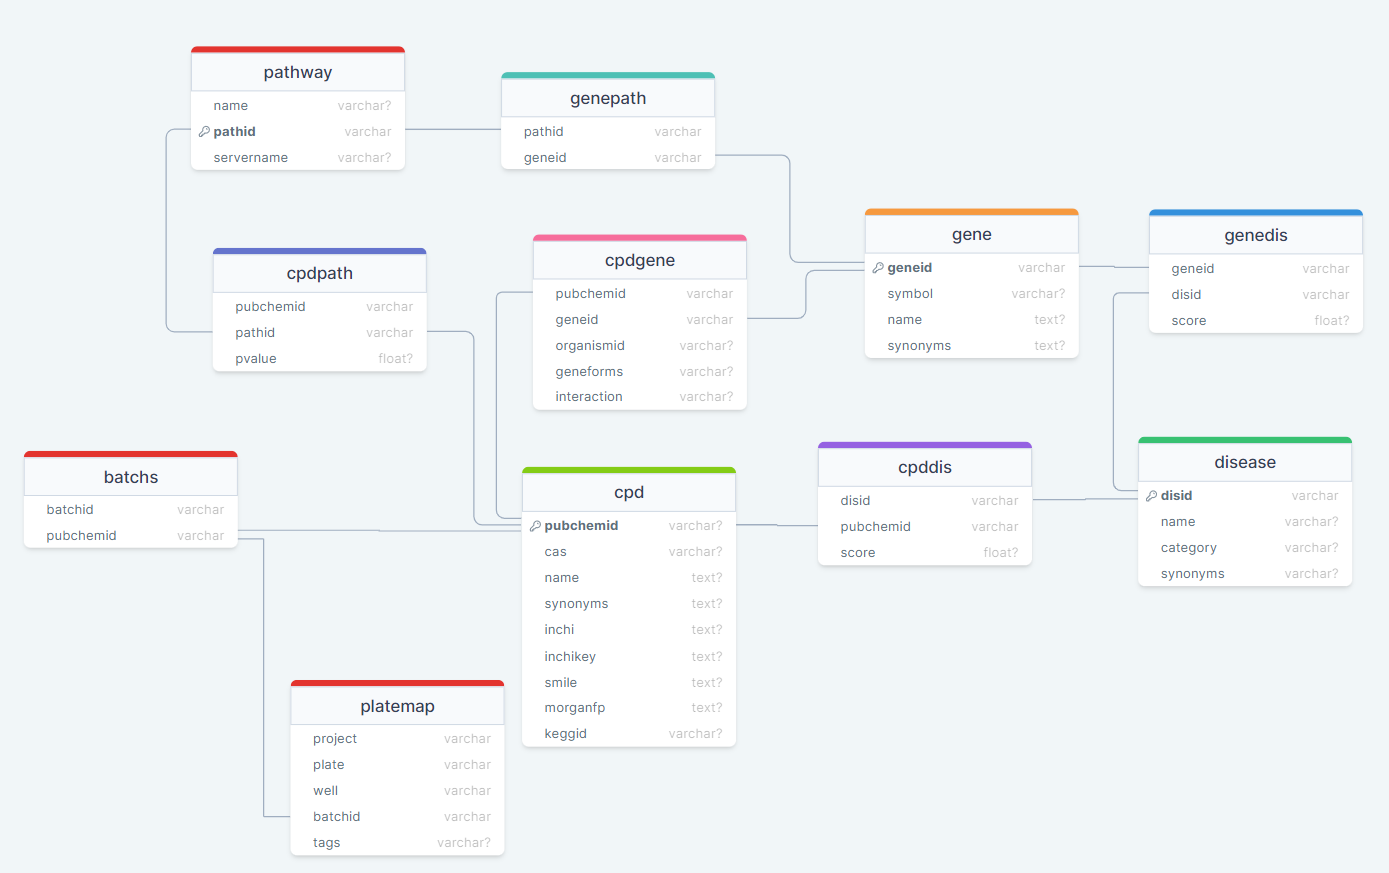 pathway
name varchar?
pathid varchar
servername varchar?
genepath
pathid varchar
geneid varchar
gene
geneid varchar
symbol varchar?
name text?
synonyms text?
genedis
geneid varchar
disid varchar
score float?
cpdpath
pubchemid varchar
pathid varchar
pvalue float?
cpdgene
pubchemid varchar
geneid varchar
organismid varchar?
geneforms varchar?
interaction varchar?
batchs
batchid varchar
pubchemid varchar
cpd
pubchemid varchar?
cas varchar?
name text?
synonyms text?
inchi text?
inchikey text?
smile text?
morganfp text?
keggid varchar?
cpddis
disid varchar
pubchemid varchar
score float?
disease
disid varchar
name varchar?
category varchar?
synonyms varchar?
platemap
project varchar
plate varchar
well varchar
batchid varchar
tags varchar?